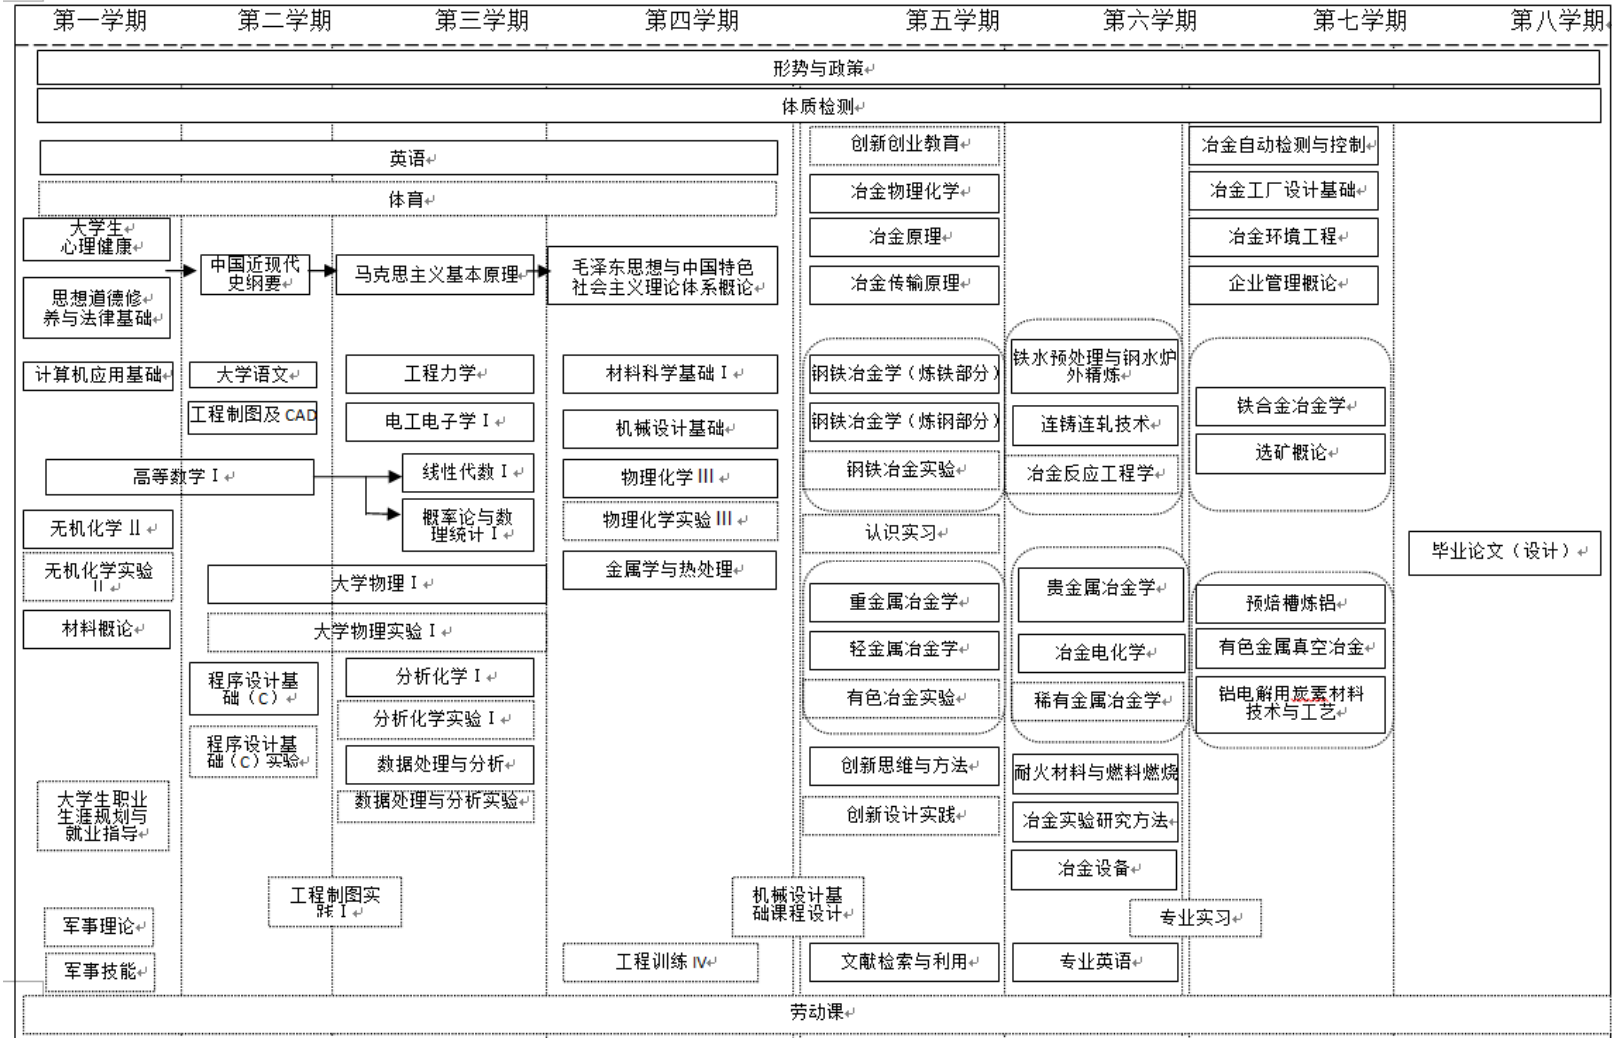 第一学期
第二学期
第三学期
第四学期
第五学期
第六学期
第七学期
第八学期
形势与政策
体质检测
英语
体育
大学生
心理健康
思想道德修
养与法律基础
计算机应用基础
高等数学 I
无机化学 II
无机化学实验
II
材料概论
大学生职业
生涯规划与
就业指导
军事理论
军事技能
中国近现代
史纲要
大学语文
工程制图及 CAD
大学物理 I
大学物理实验 I
程序设计基
础（C）
程序设计基
础（C）实验
工程制图实
践 I
马克思主义基本原理
工程力学
电工电子学 I
线性代数 I
概率论与数
理统计 I
分析化学 I
分析化学实验 I
数据处理与分析
数据处理与分析实验
毛泽东思想与中国特色
社会主义理论体系概论
材料科学基础 I
机械设计基础
物理化学 III
物理化学实验 III
金属学与热处理
机械设计基
础课程设计
工程训练 IV
创新创业教育
冶金物理化学
冶金原理
冶金传输原理
钢铁冶金学（炼铁部分）
钢铁冶金学（炼钢部分）
钢铁冶金实验
认识实习
重金属冶金学
轻金属冶金学
有色冶金实验
创新思维与方法
创新设计实践
文献检索与利用
铁水预处理与钢水炉
外精炼
连铸连轧技术
冶金反应工程学
贵金属冶金学
冶金电化学
稀有金属冶金学
耐火材料与燃料燃烧
冶金实验研究方法
冶金设备
专业实习
专业英语
冶金自动检测与控制
冶金工厂设计基础
冶金环境工程
企业管理概论
铁合金冶金学
选矿概论
预焙槽炼铝
有色金属真空冶金
铝电解用炭素材料
技术与工艺
毕业论文（设计）
劳动课